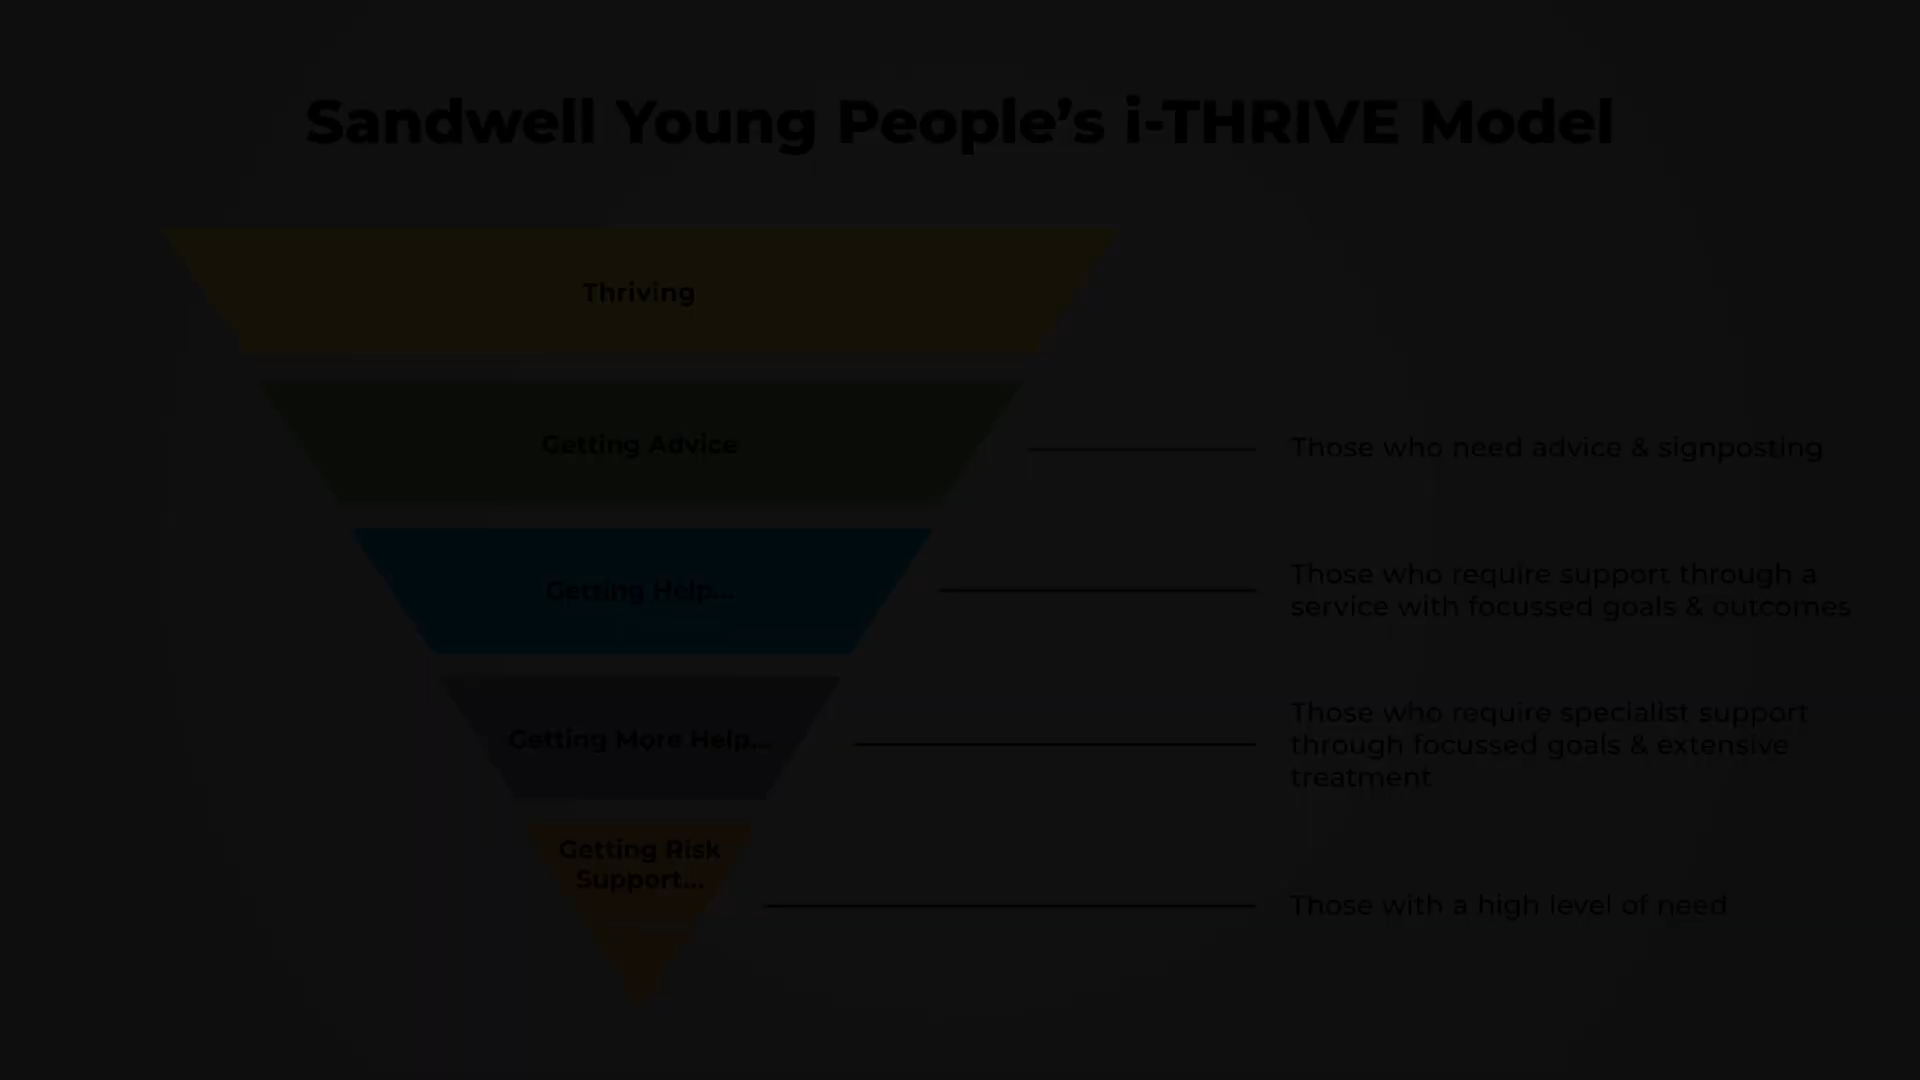 Sandwell Young People’s i-THRIVE Model
Thriving
Getting Advice
Those who need advice & signposting
Getting Help...
Those who require support through a
service with focussed goals & outcomes
Getting More Help...
Those who require specialist support
through focussed goals & extensive
treatment
Getting Risk
Support...
Those with a high level of need